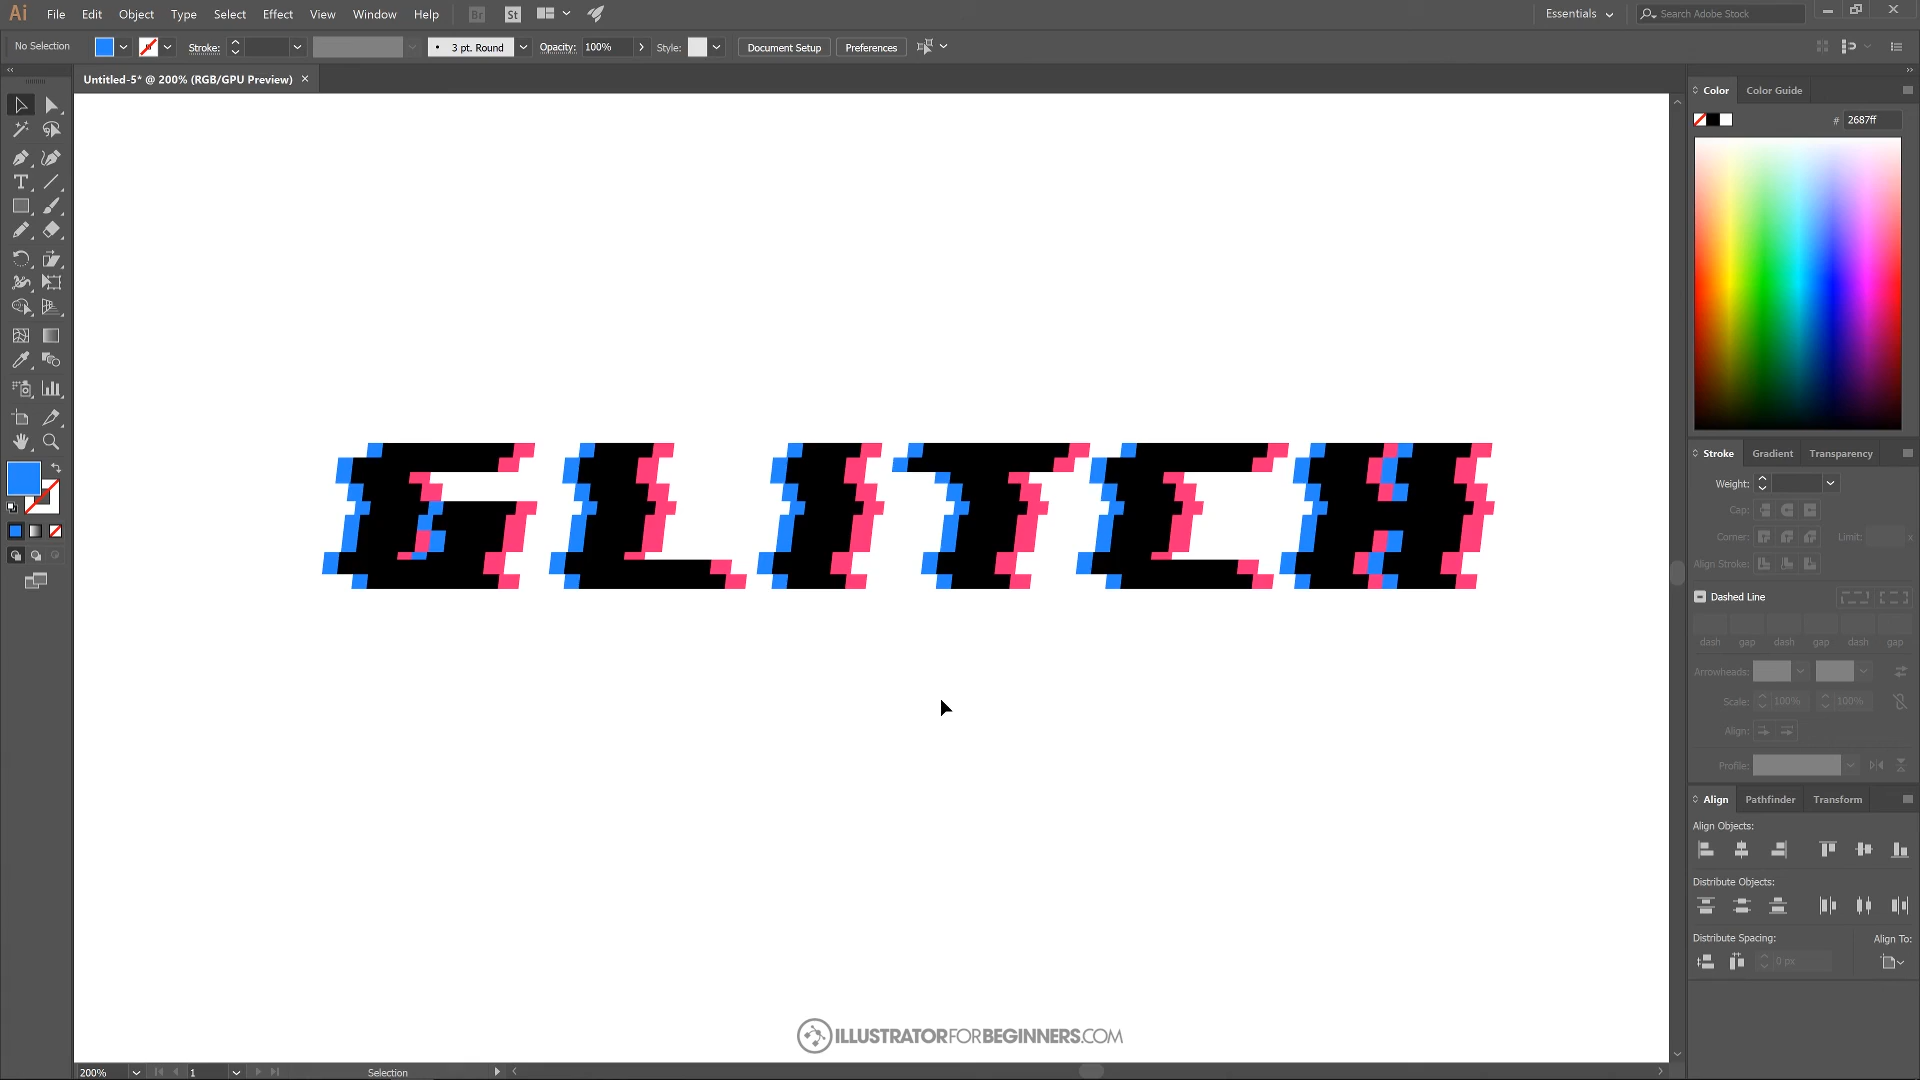 Ai File Edit Object Type Select Effect View Window Help Br St Essentials Search Adobe Stock
No Selection Stroke: 3 pt. Round Opacity: 100% Style: Document Setup Preferences
Untitled-5* @ 200% (RGB/GPU Preview)
Color Color Guide
# 2687ff
GLITCH
Stroke Gradient Transparency
Weight:
Cap:
Corner: Limit: x
Align Stroke:
Dashed Line
dash gap dash gap dash gap
Arrowheads:
Scale: 100% 100%
Align:
Profile:
Align Pathfinder Transform
Align Objects:
Distribute Objects:
Distribute Spacing: Align To:
0 px
ILLUSTRATORFORBEGINNERS.COM
200% 1 Selection